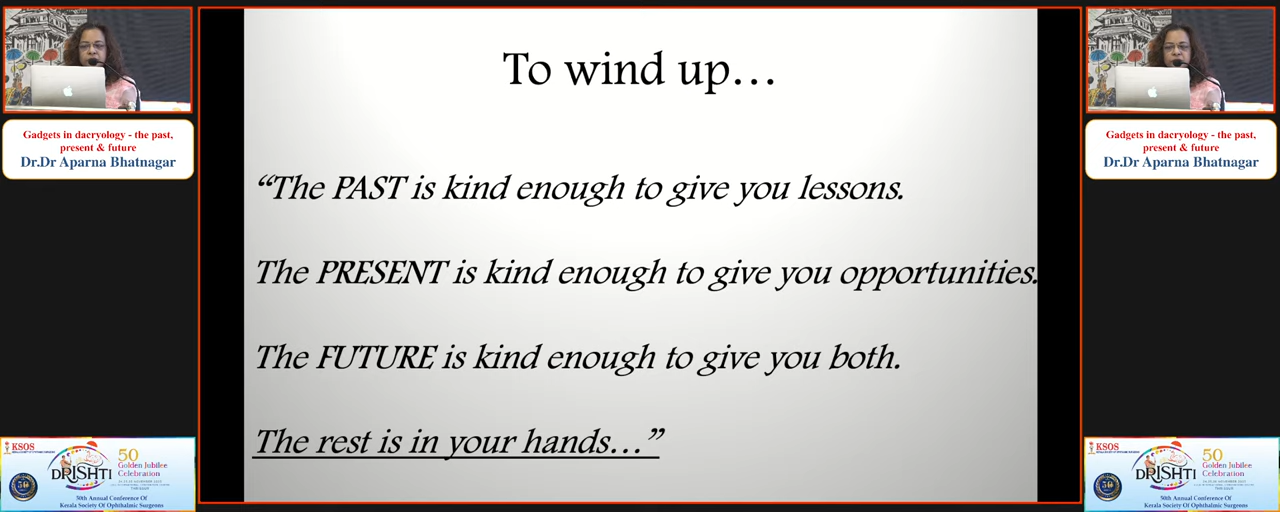 To wind up...
“The PAST is kind enough to give you lessons.
The PRESENT is kind enough to give you opportunities.
The FUTURE is kind enough to give you both.
The rest is in your hands...”
Gadgets in dacryology - the past,
present & future
Dr.Dr Aparna Bhatnagar
Gadgets in dacryology - the past,
present & future
Dr.Dr Aparna Bhatnagar
KSOS
50
Golden Jubilee
Celebration
DRISHTI
50th Annual Conference Of
Kerala Society Of Ophthalmic Surgeons
KSOS
50
Golden Jubilee
Celebration
DRISHTI
50th Annual Conference Of
Kerala Society Of Ophthalmic Surgeons